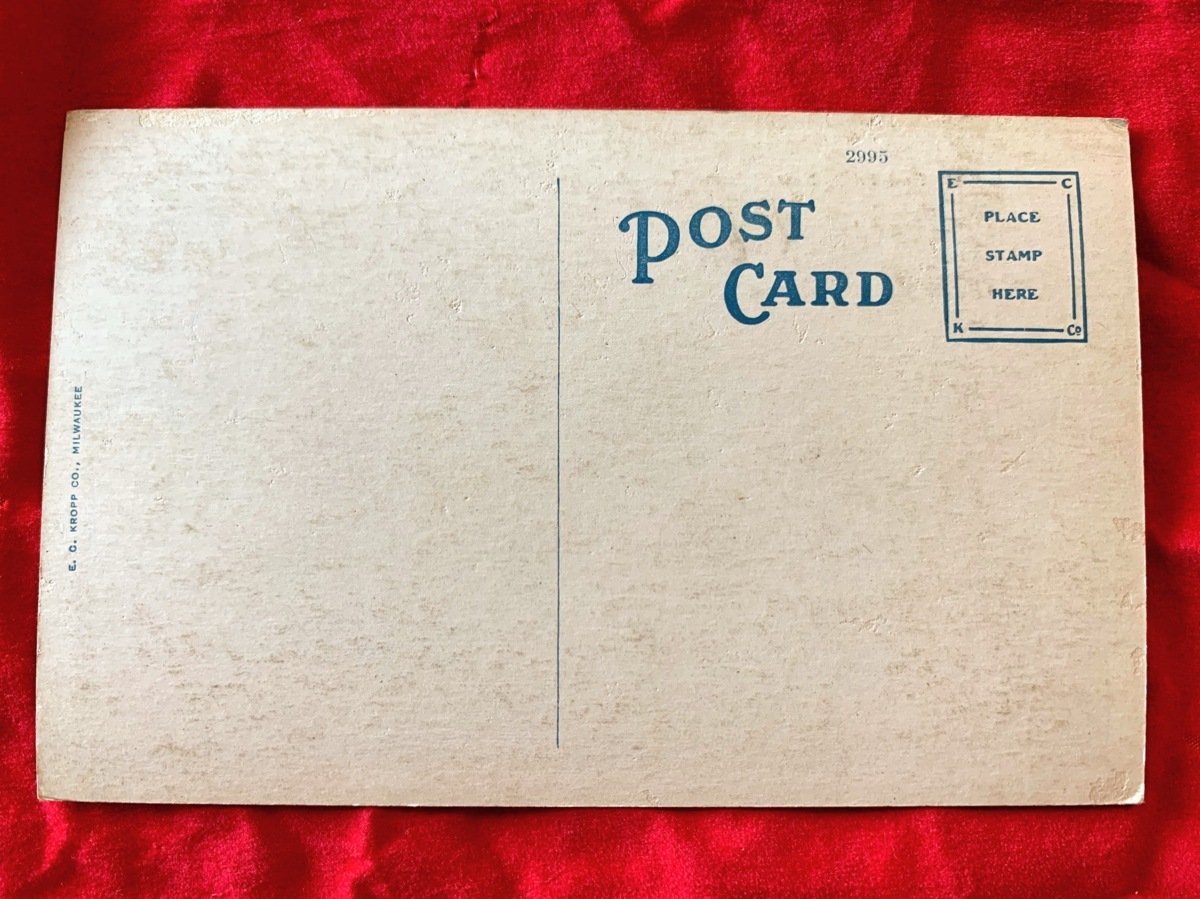 2995
POST
CARD
E C
PLACE
STAMP
HERE
K Co
E. C. KROPP CO., MILWAUKEE